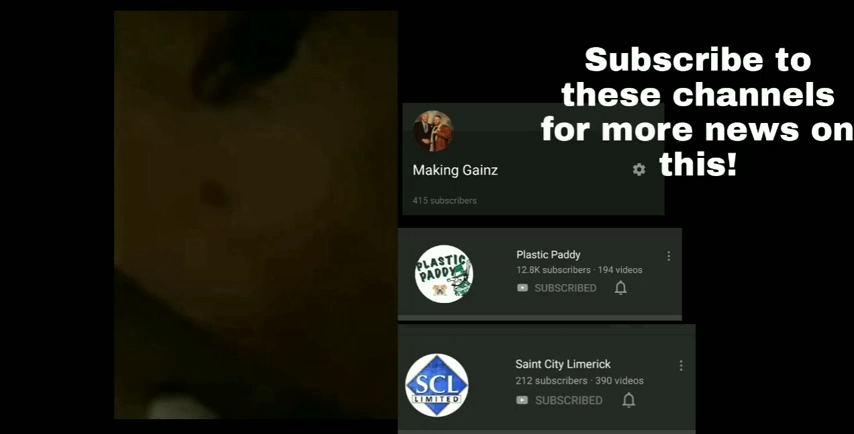 Subscribe to
these channels
for more news on
this!
Making Gainz
415 subscribers
PLASTIC
PADDY
Plastic Paddy
12.8K subscribers · 194 videos
SUBSCRIBED
SCL
LIMITED
Saint City Limerick
212 subscribers · 390 videos
SUBSCRIBED